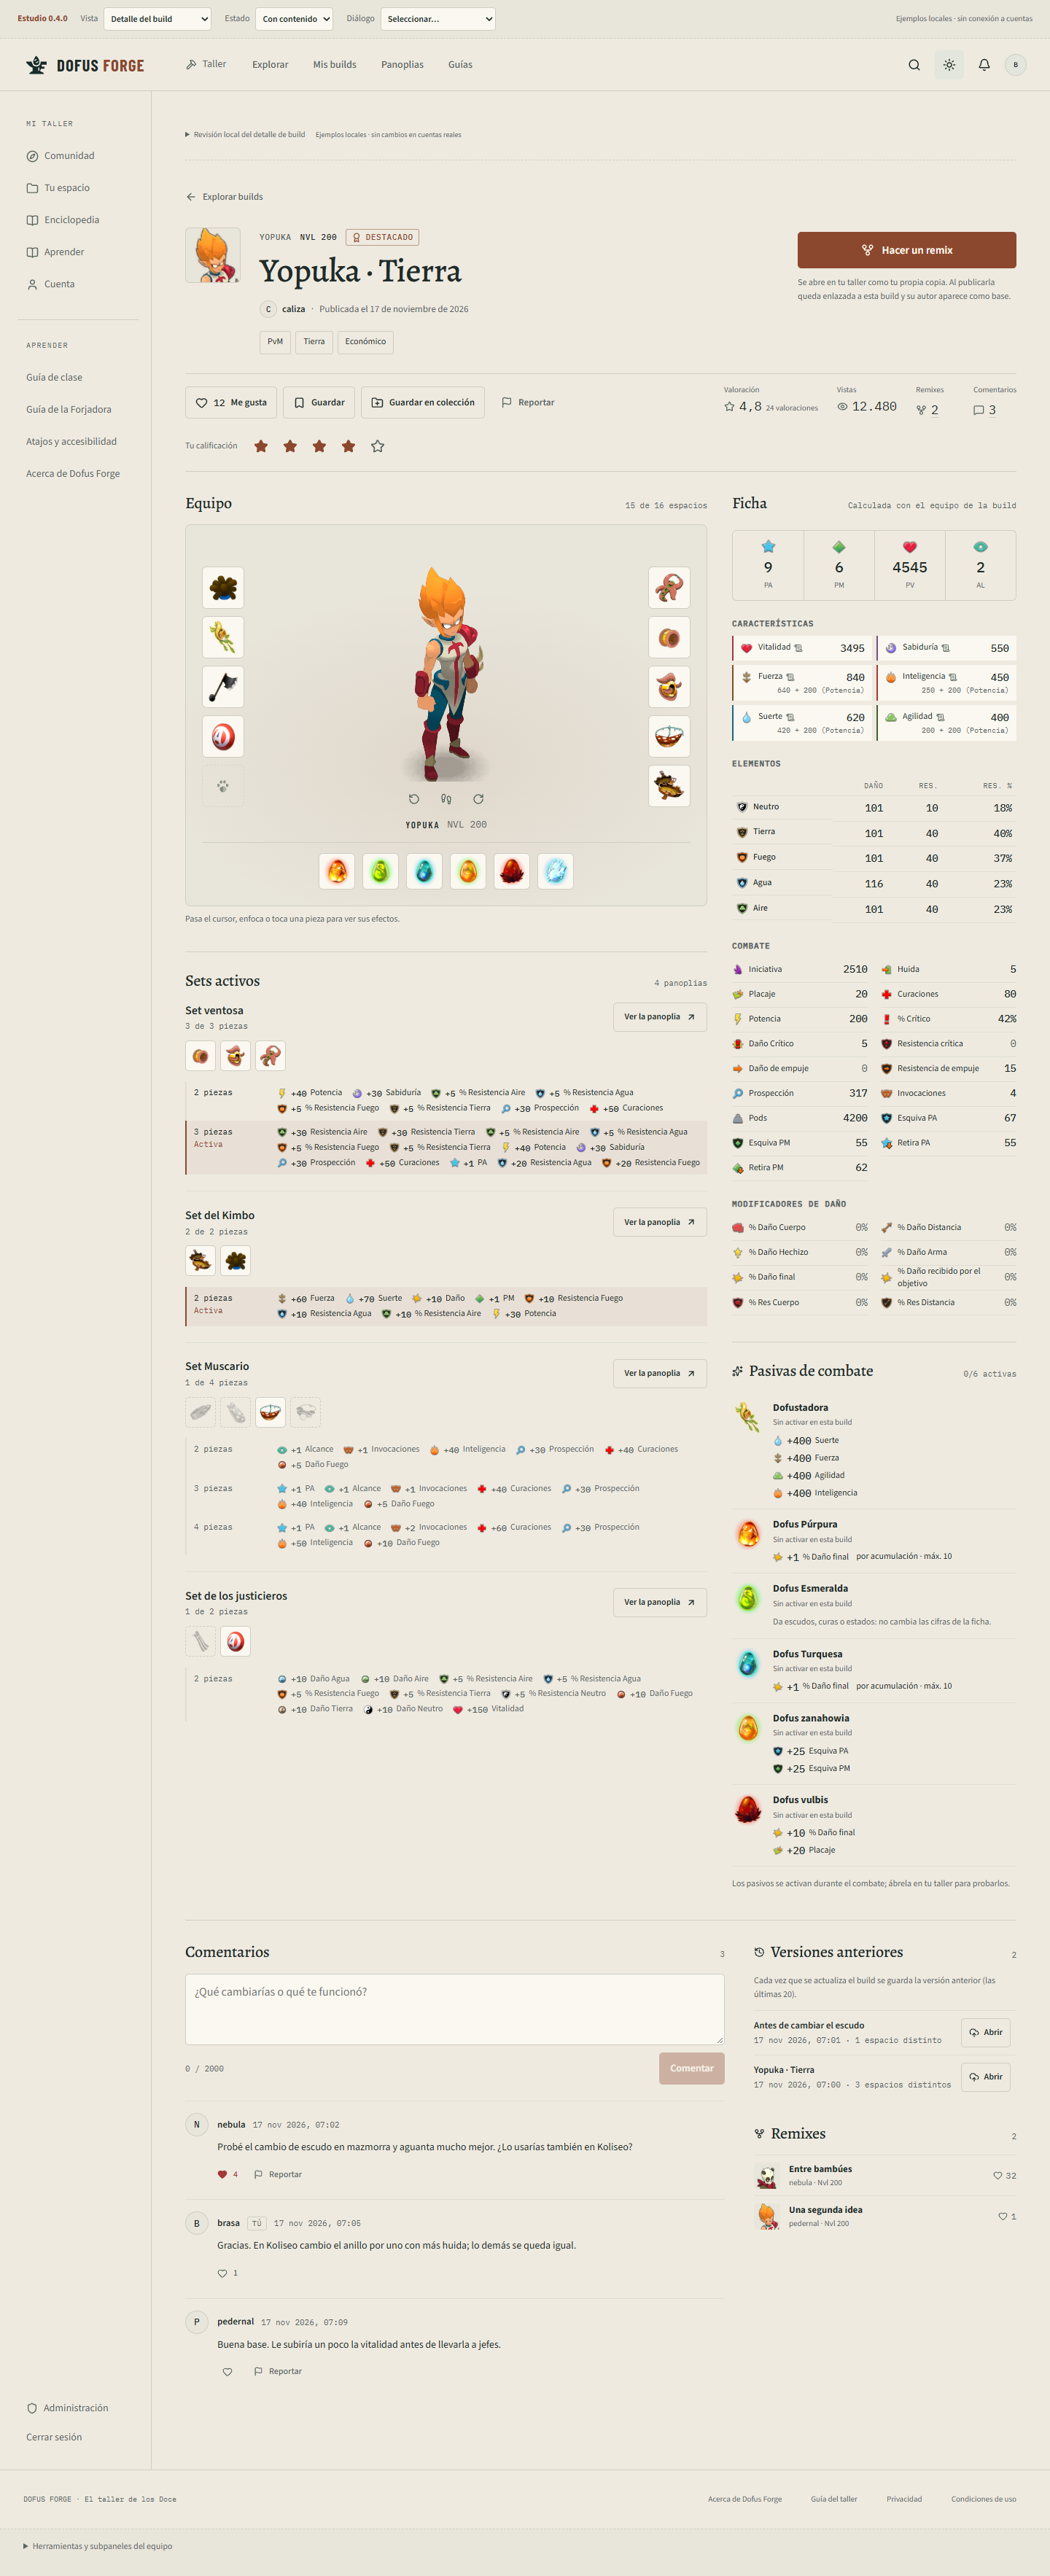 Estudio 0.4.0 Vista Detalle del build Estado Con contenido Diálogo Seleccionar... Ejemplos locales · sin conexión a cuentas
DOFUS FORGE Taller Explorar Mis builds Panoplias Guías B
MI TALLER
Comunidad
Tu espacio
Enciclopedia
Aprender
Cuenta
APRENDER
Guía de clase
Guía de la Forjadora
Atajos y accesibilidad
Acerca de Dofus Forge
Administración
Cerrar sesión
Revisión local del detalle de build Ejemplos locales · sin cambios en cuentas reales
Explorar builds
YOPUKA NVL 200 DESTACADO
Yopuka · Tierra
C caliza · Publicada el 17 de noviembre de 2026
PvM Tierra Económico
Hacer un remix
Se abre en tu taller como tu propia copia. Al publicarla
queda enlazada a esta build y su autor aparece como base.
12 Me gusta Guardar Guardar en colección Reportar
Valoración Vistas Remixes Comentarios
4,8 24 valoraciones 12.480 2 3
Tu calificación
Equipo 15 de 16 espacios
YOPUKA NVL 200
Pasa el cursor, enfoca o toca una pieza para ver sus efectos.
Sets activos 4 panoplias
Set ventosa Ver la panoplia
3 de 3 piezas
2 piezas +40 Potencia +30 Sabiduría +5 % Resistencia Aire +5 % Resistencia Agua
+5 % Resistencia Fuego +5 % Resistencia Tierra +30 Prospección +50 Curaciones
3 piezas +30 Resistencia Aire +30 Resistencia Tierra +5 % Resistencia Aire +5 % Resistencia Agua
Activa +5 % Resistencia Fuego +5 % Resistencia Tierra +40 Potencia +30 Sabiduría
+30 Prospección +50 Curaciones +1 PA +20 Resistencia Agua +20 Resistencia Fuego
Set del Kimbo Ver la panoplia
2 de 2 piezas
2 piezas +60 Fuerza +70 Suerte +10 Daño +1 PM +10 Resistencia Fuego
Activa +10 Resistencia Agua +10 % Resistencia Aire +30 Potencia
Set Muscario Ver la panoplia
1 de 4 piezas
2 piezas +1 Alcance +1 Invocaciones +40 Inteligencia +30 Prospección +40 Curaciones
+5 Daño Fuego
3 piezas +1 PA +1 Alcance +1 Invocaciones +40 Curaciones +30 Prospección
+40 Inteligencia +5 Daño Fuego
4 piezas +1 PA +1 Alcance +2 Invocaciones +60 Curaciones +30 Prospección
+50 Inteligencia +10 Daño Fuego
Set de los justicieros Ver la panoplia
1 de 2 piezas
2 piezas +10 Daño Agua +10 Daño Aire +5 % Resistencia Aire +5 % Resistencia Agua
+5 % Resistencia Fuego +5 % Resistencia Tierra +5 % Resistencia Neutro +10 Daño Fuego
+10 Daño Tierra +10 Daño Neutro +150 Vitalidad
Ficha Calculada con el equipo de la build
9 6 4545 2
PA PM PV AL
CARACTERÍSTICAS
Vitalidad 3495 Sabiduría 550
Fuerza 840 Inteligencia 450
640 + 200 (Potencia) 250 + 200 (Potencia)
Suerte 620 Agilidad 400
420 + 200 (Potencia) 200 + 200 (Potencia)
ELEMENTOS
DAÑO RES. RES. %
Neutro 101 10 18%
Tierra 101 40 40%
Fuego 101 40 37%
Agua 116 40 23%
Aire 101 40 23%
COMBATE
Iniciativa 2510 Huida 5
Placaje 20 Curaciones 80
Potencia 200 % Crítico 42%
Daño Crítico 5 Resistencia crítica 0
Daño de empuje 0 Resistencia de empuje 15
Prospección 317 Invocaciones 4
Pods 4200 Esquiva PA 67
Esquiva PM 55 Retira PA 55
Retira PM 62
MODIFICADORES DE DAÑO
% Daño Cuerpo 0% % Daño Distancia 0%
% Daño Hechizo 0% % Daño Arma 0%
% Daño final 0% % Daño recibido por el objetivo 0%
% Res Cuerpo 0% % Res Distancia 0%
Pasivas de combate 0/6 activas
Dofustadora
Sin activar en esta build
+400 Suerte
+400 Fuerza
+400 Agilidad
+400 Inteligencia
Dofus Púrpura
Sin activar en esta build
+1 % Daño final por acumulación · máx. 10
Dofus Esmeralda
Sin activar en esta build
Da escudos, curas o estados: no cambia las cifras de la ficha.
Dofus Turquesa
Sin activar en esta build
+1 % Daño final por acumulación · máx. 10
Dofus zanahowia
Sin activar en esta build
+25 Esquiva PA
+25 Esquiva PM
Dofus vulbis
Sin activar en esta build
+10 % Daño final
+20 Placaje
Los pasivos se activan durante el combate; ábrela en tu taller para probarlos.
Comentarios 3
¿Qué cambiarías o qué te funcionó?
0 / 2000 Comentar
N nebula 17 nov 2026, 07:02
Probé el cambio de escudo en mazmorra y aguanta mucho mejor. ¿Lo usarías también en Koliseo?
4 Reportar
B brasa TÚ 17 nov 2026, 07:05
Gracias. En Koliseo cambio el anillo por uno con más huida; lo demás se queda igual.
1
P pedernal 17 nov 2026, 07:09
Buena base. Le subiría un poco la vitalidad antes de llevarla a jefes.
Reportar
Versiones anteriores 2
Cada vez que se actualiza el build se guarda la versión anterior (las
últimas 20).
Antes de cambiar el escudo Abrir
17 nov 2026, 07:01 · 1 espacio distinto
Yopuka · Tierra Abrir
17 nov 2026, 07:00 · 3 espacios distintos
Remixes 2
Entre bambúes 32
nebula · Nvl 200
Una segunda idea 1
pedernal · Nvl 200
DOFUS FORGE · El taller de los Doce Acerca de Dofus Forge Guía del taller Privacidad Condiciones de uso
Herramientas y subpaneles del equipo